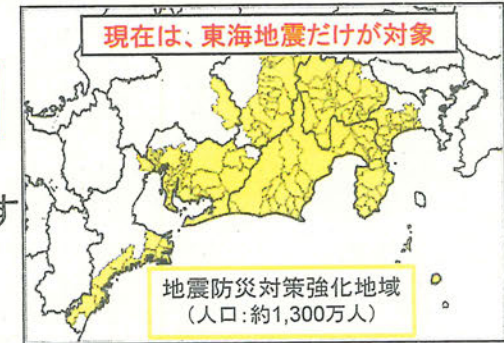 現在は、東海地震だけが対象
す
地震防災対策強化地域
（人口：約1,300万人）